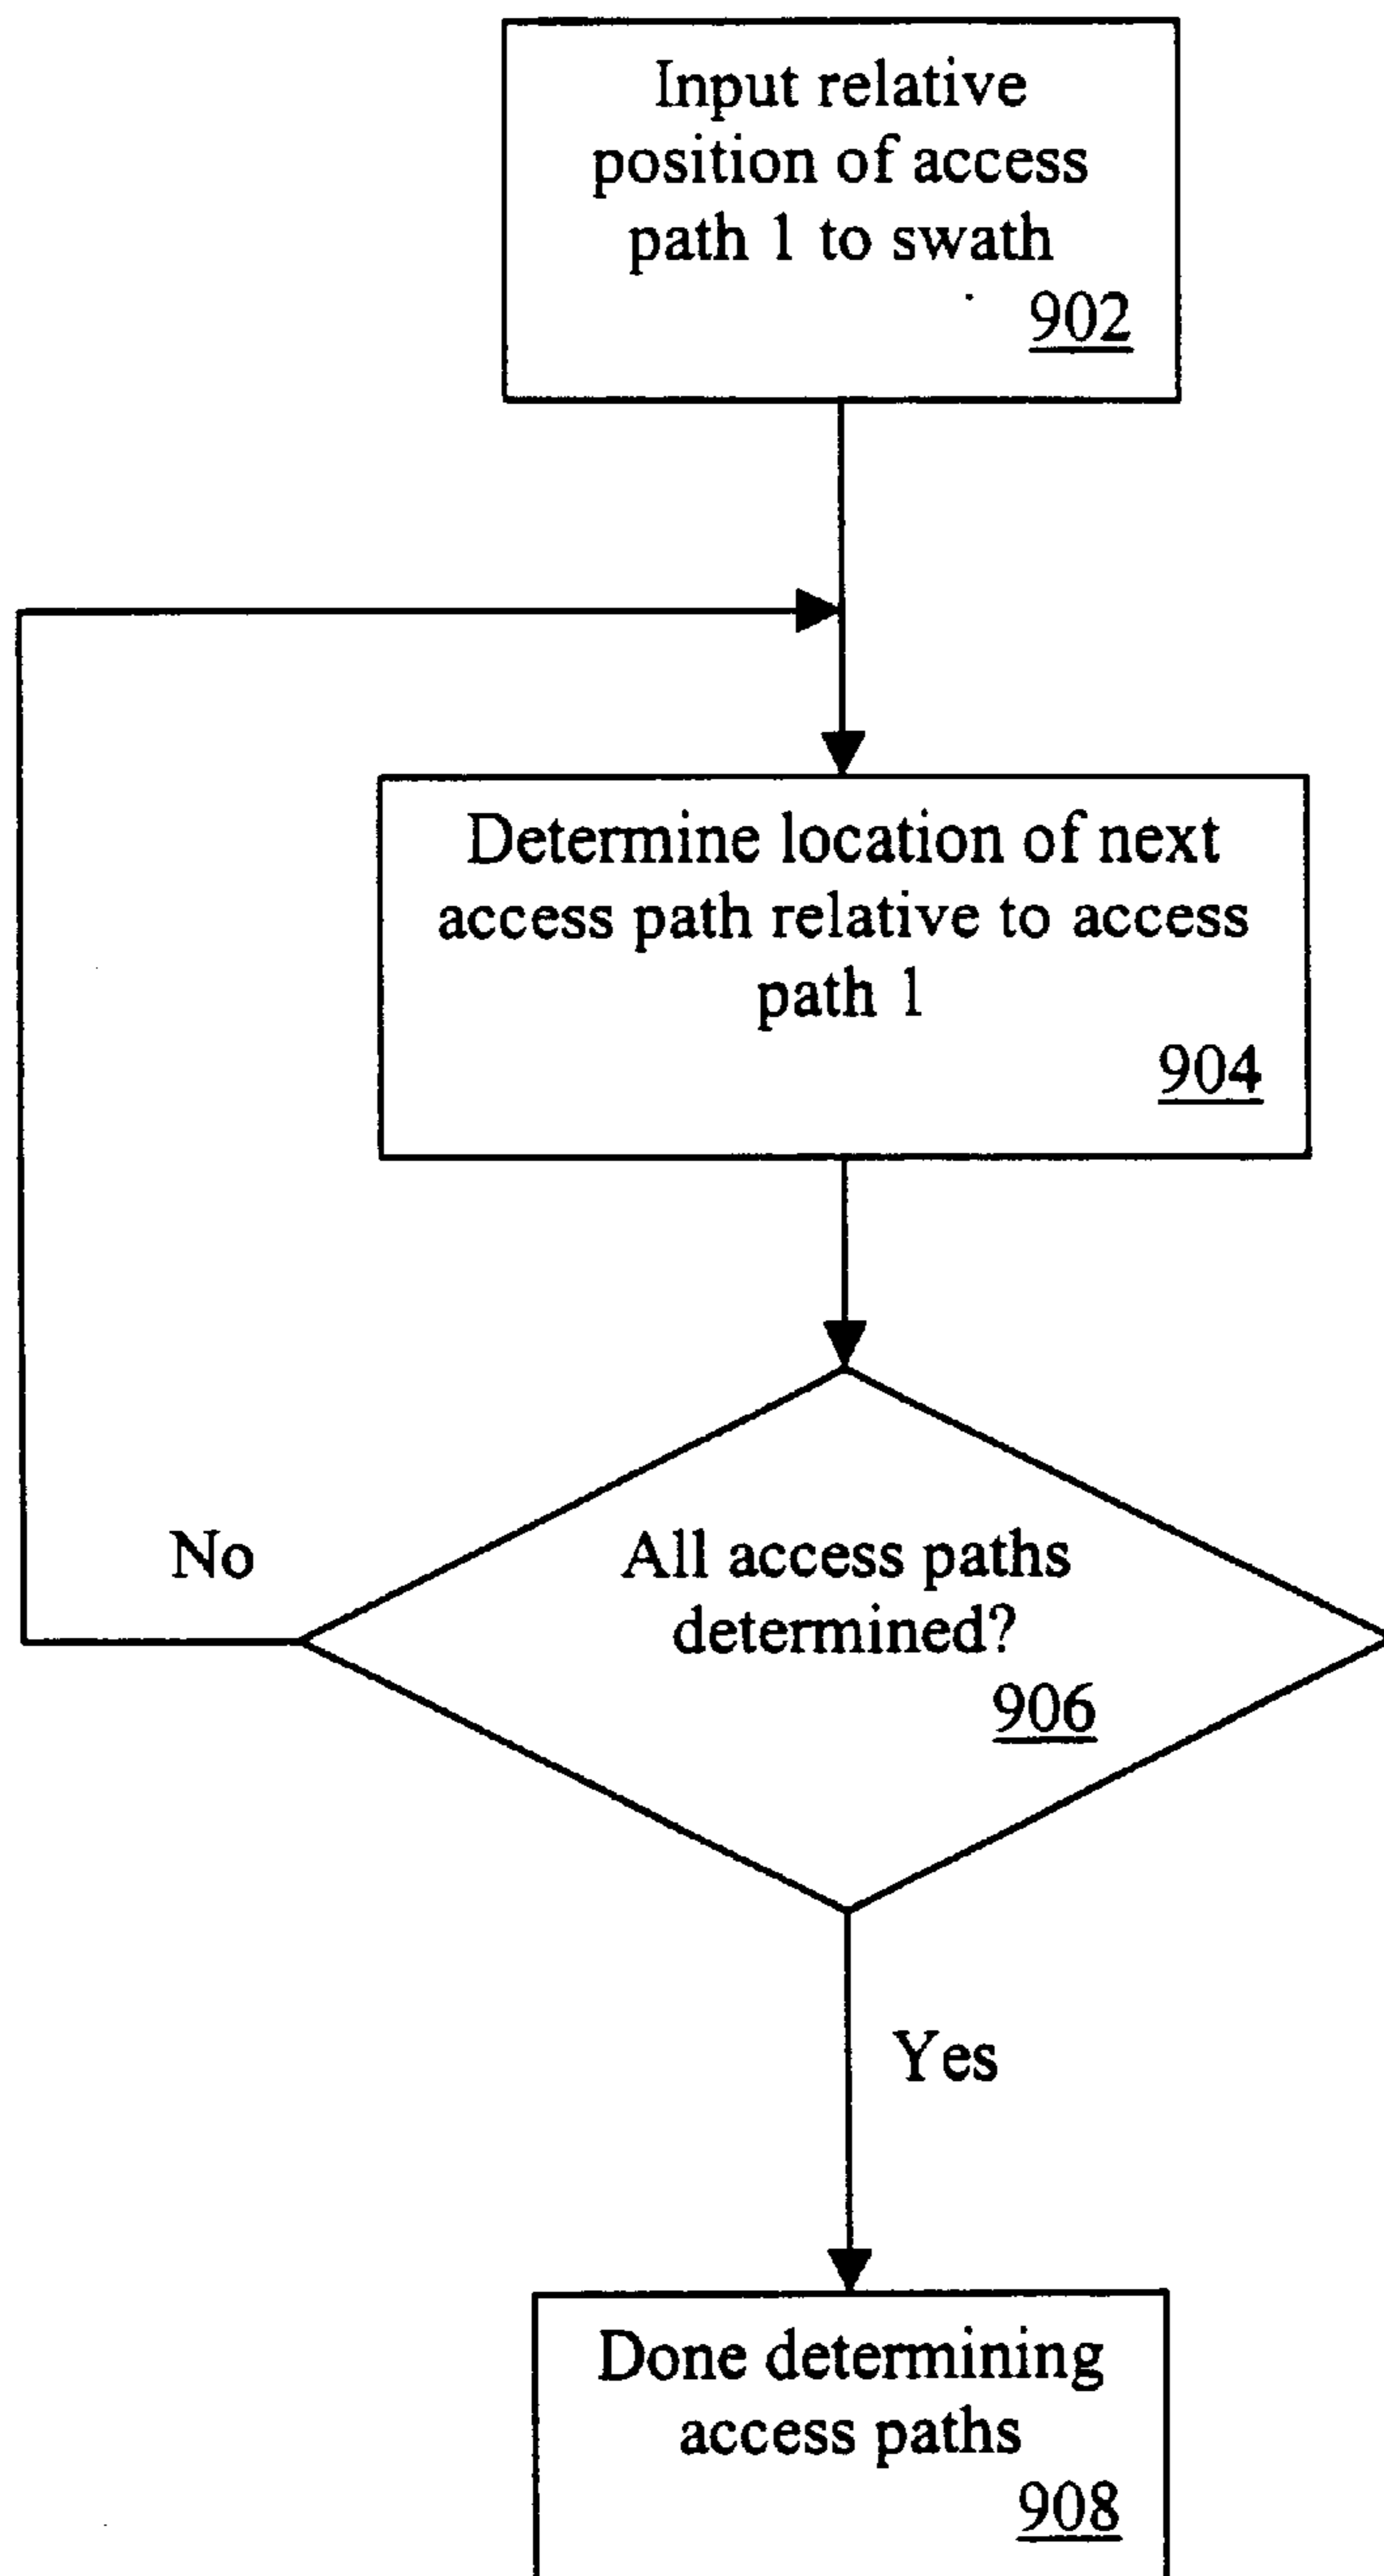 Input relative
position of access
path 1 to swath
902
Determine location of next
access path relative to access
path 1
904
No
All access paths
determined?
906
Yes
Done determining
access paths
908